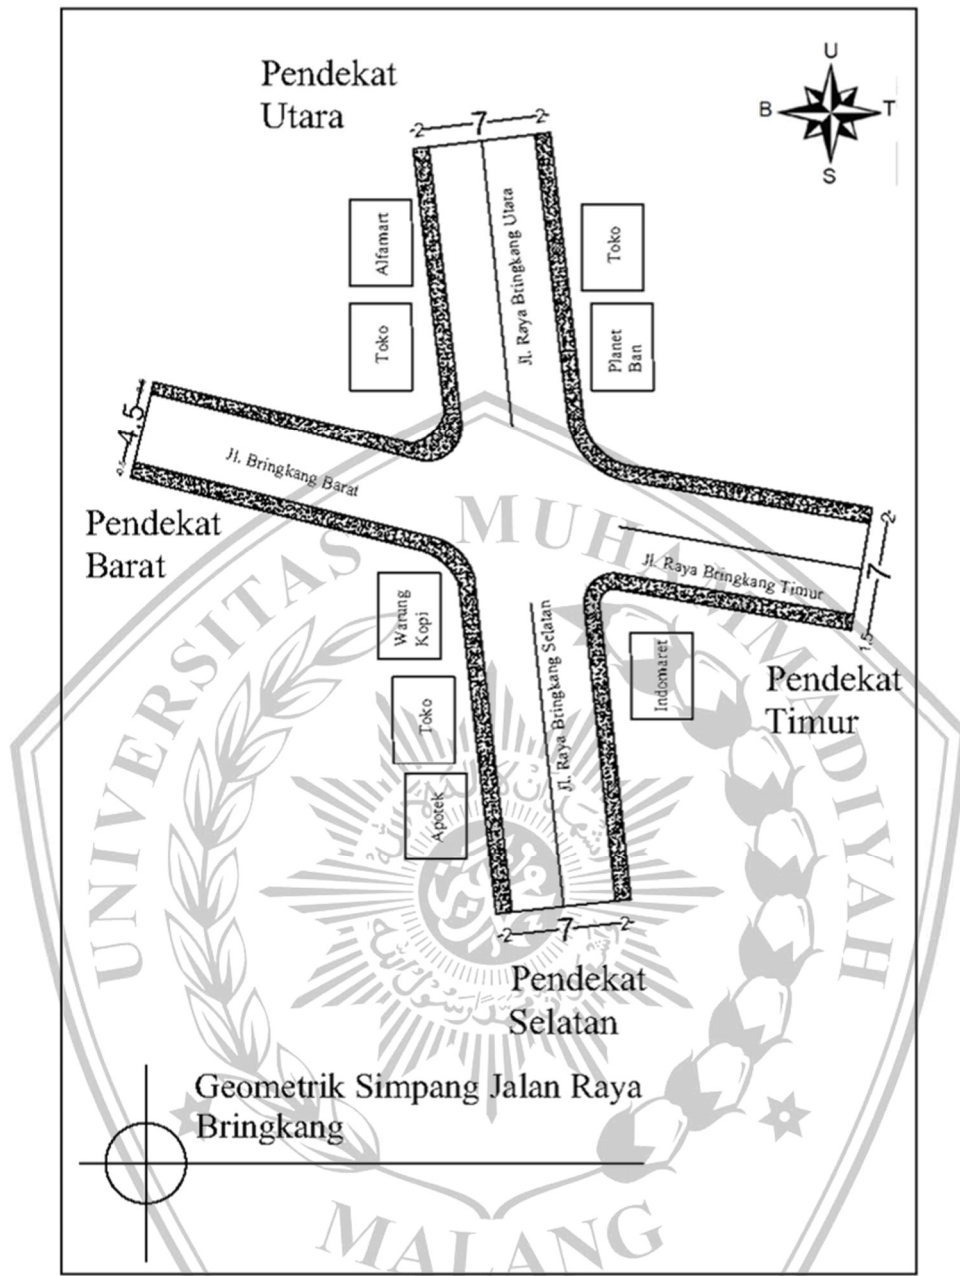 Pendekat
Utara
U
B
T
S
2
7
2
Alfamart
Toko
Jl. Raya Bringkang Utata
Toko
Planet
Ban
4.5
Jl. Bringkang Barat
Pendekat
Barat
2
7
1.5
Jl. Raya Bringkang Timur
Pendekat
Timur
Warung
Kopi
Toko
Apotek
Jl. Raya Bringkang Selatan
Indomaret
2
7
2
Pendekat
Selatan
Geometrik Simpang Jalan Raya
Bringkang
UNIVERSITAS MUHAMMADIYAH
MALANG